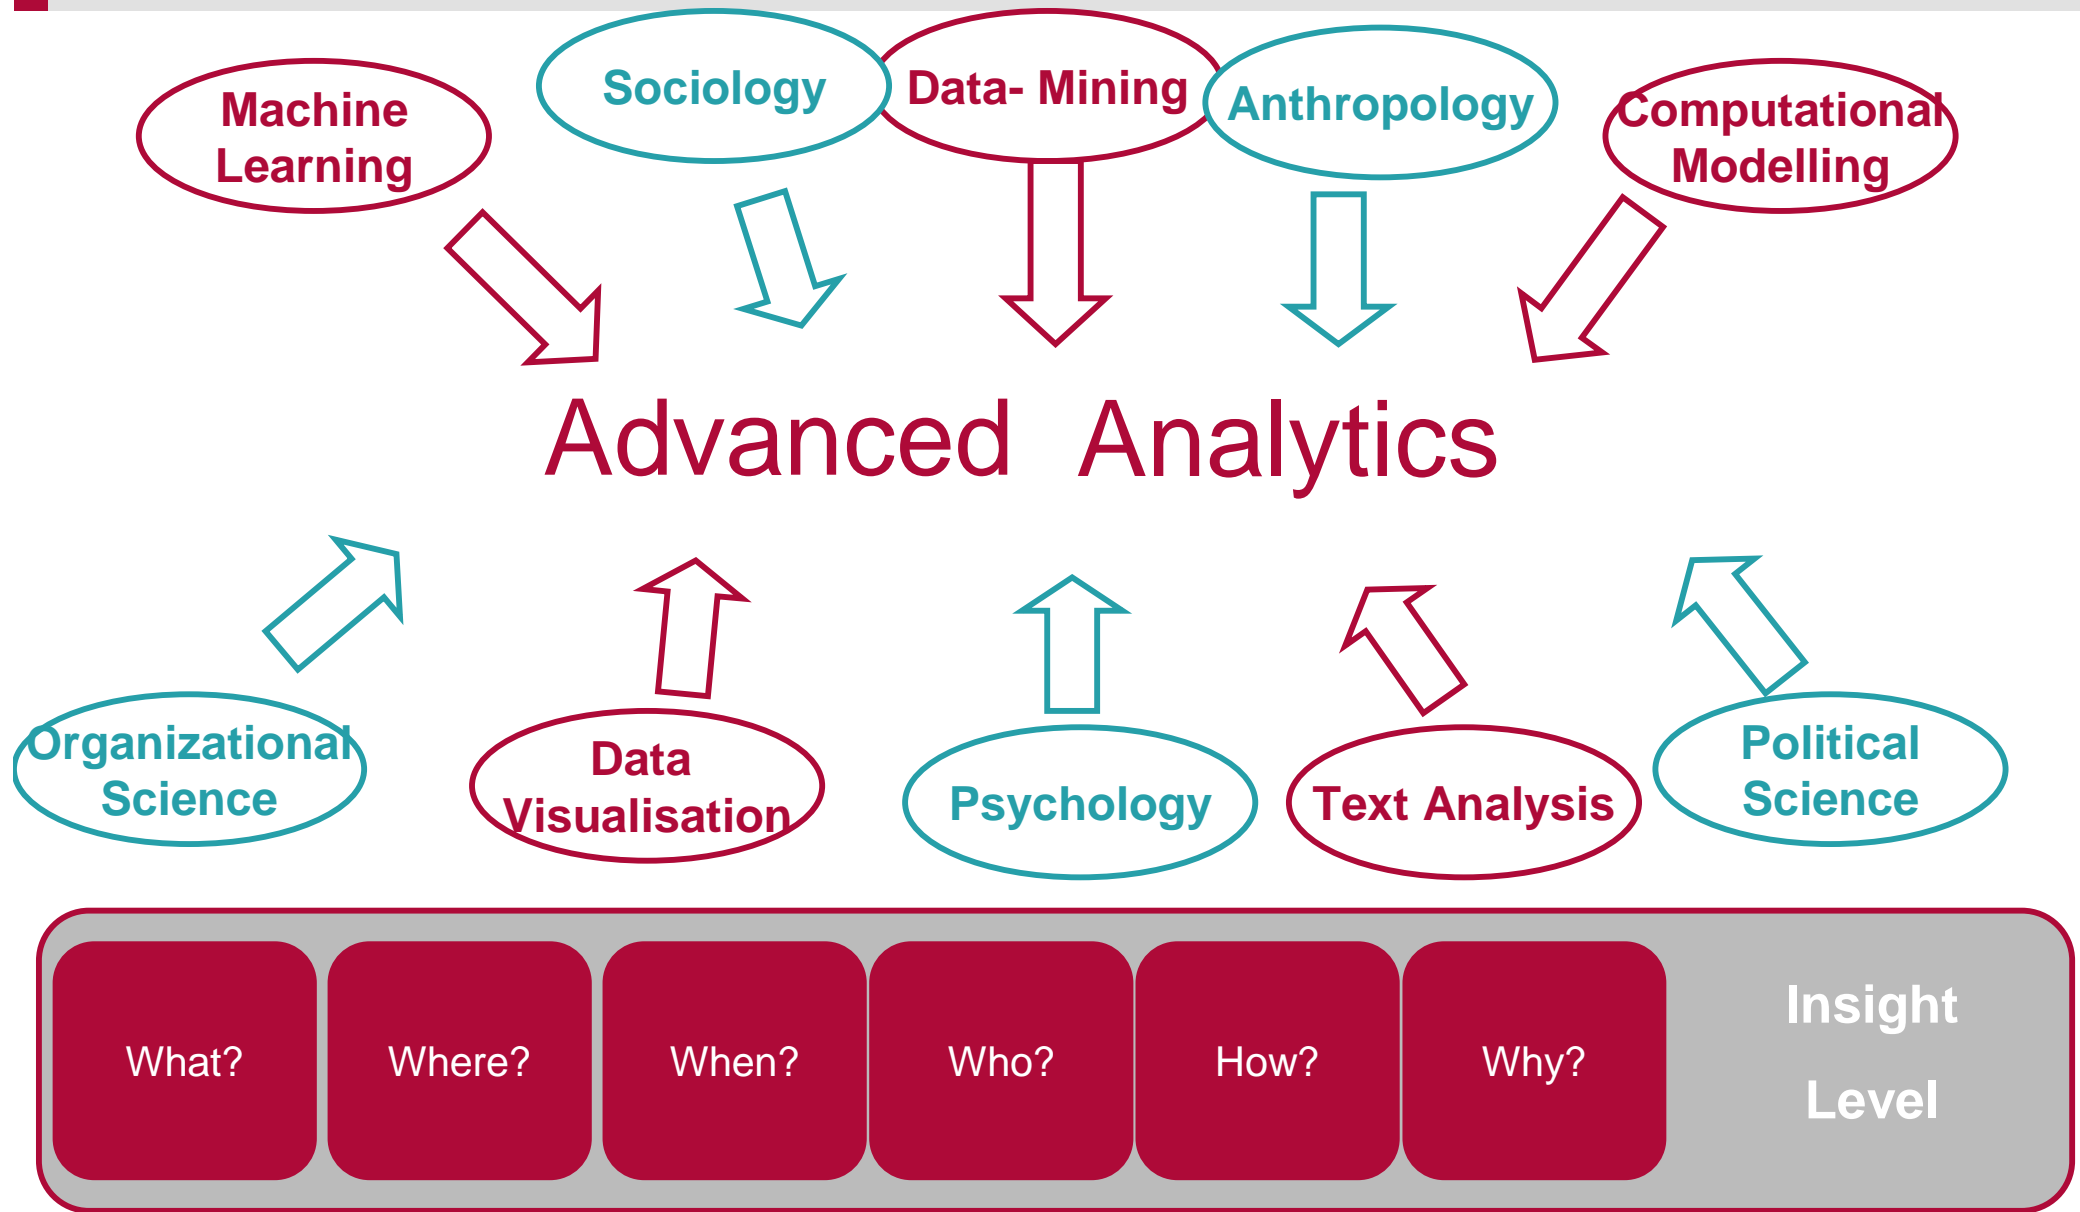 Machine
Learning
Sociology
Data- Mining
Anthropology
Computational
Modelling
Advanced Analytics
Organizational
Science
Data
Visualisation
Psychology
Text Analysis
Political
Science
What?
Where?
When?
Who?
How?
Why?
Insight
Level